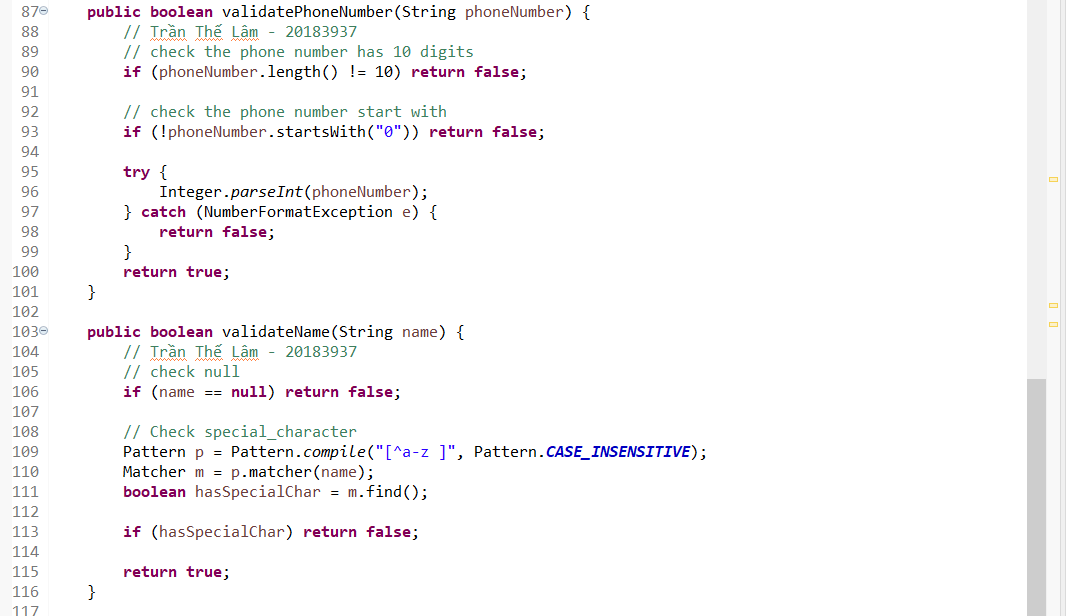 87 public boolean validatePhoneNumber(String phoneNumber) {
88 // Trần Thế Lâm - 20183937
89 // check the phone number has 10 digits
90 if (phoneNumber.length() != 10) return false;
91
92 // check the phone number start with
93 if (!phoneNumber.startsWith("0")) return false;
94
95 try {
96 Integer.parseInt(phoneNumber);
97 } catch (NumberFormatException e) {
98 return false;
99 }
100 return true;
101 }
102
103 public boolean validateName(String name) {
104 // Trần Thế Lâm - 20183937
105 // check null
106 if (name == null) return false;
107
108 // Check special_character
109 Pattern p = Pattern.compile("[^a-z ]", Pattern.CASE_INSENSITIVE);
110 Matcher m = p.matcher(name);
111 boolean hasSpecialChar = m.find();
112
113 if (hasSpecialChar) return false;
114
115 return true;
116 }
117